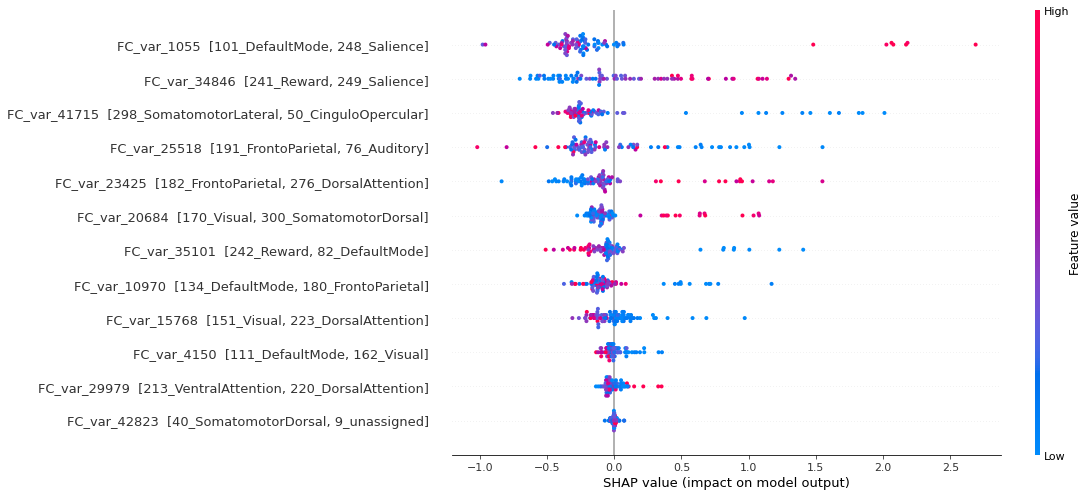 High
FC_var_1055 [101_DefaultMode, 248_Salience]
FC_var_34846 [241_Reward, 249_Salience]
FC_var_41715 [298_SomatomotorLateral, 50_CinguloOpercular]
FC_var_25518 [191_FrontoParietal, 76_Auditory]
FC_var_23425 [182_FrontoParietal, 276_DorsalAttention]
FC_var_20684 [170_Visual, 300_SomatomotorDorsal]
FC_var_35101 [242_Reward, 82_DefaultMode]
FC_var_10970 [134_DefaultMode, 180_FrontoParietal]
FC_var_15768 [151_Visual, 223_DorsalAttention]
FC_var_4150 [111_DefaultMode, 162_Visual]
FC_var_29979 [213_VentralAttention, 220_DorsalAttention]
FC_var_42823 [40_SomatomotorDorsal, 9_unassigned]
Feature value
Low
−1.0 −0.5 0.0 0.5 1.0 1.5 2.0 2.5
SHAP value (impact on model output)